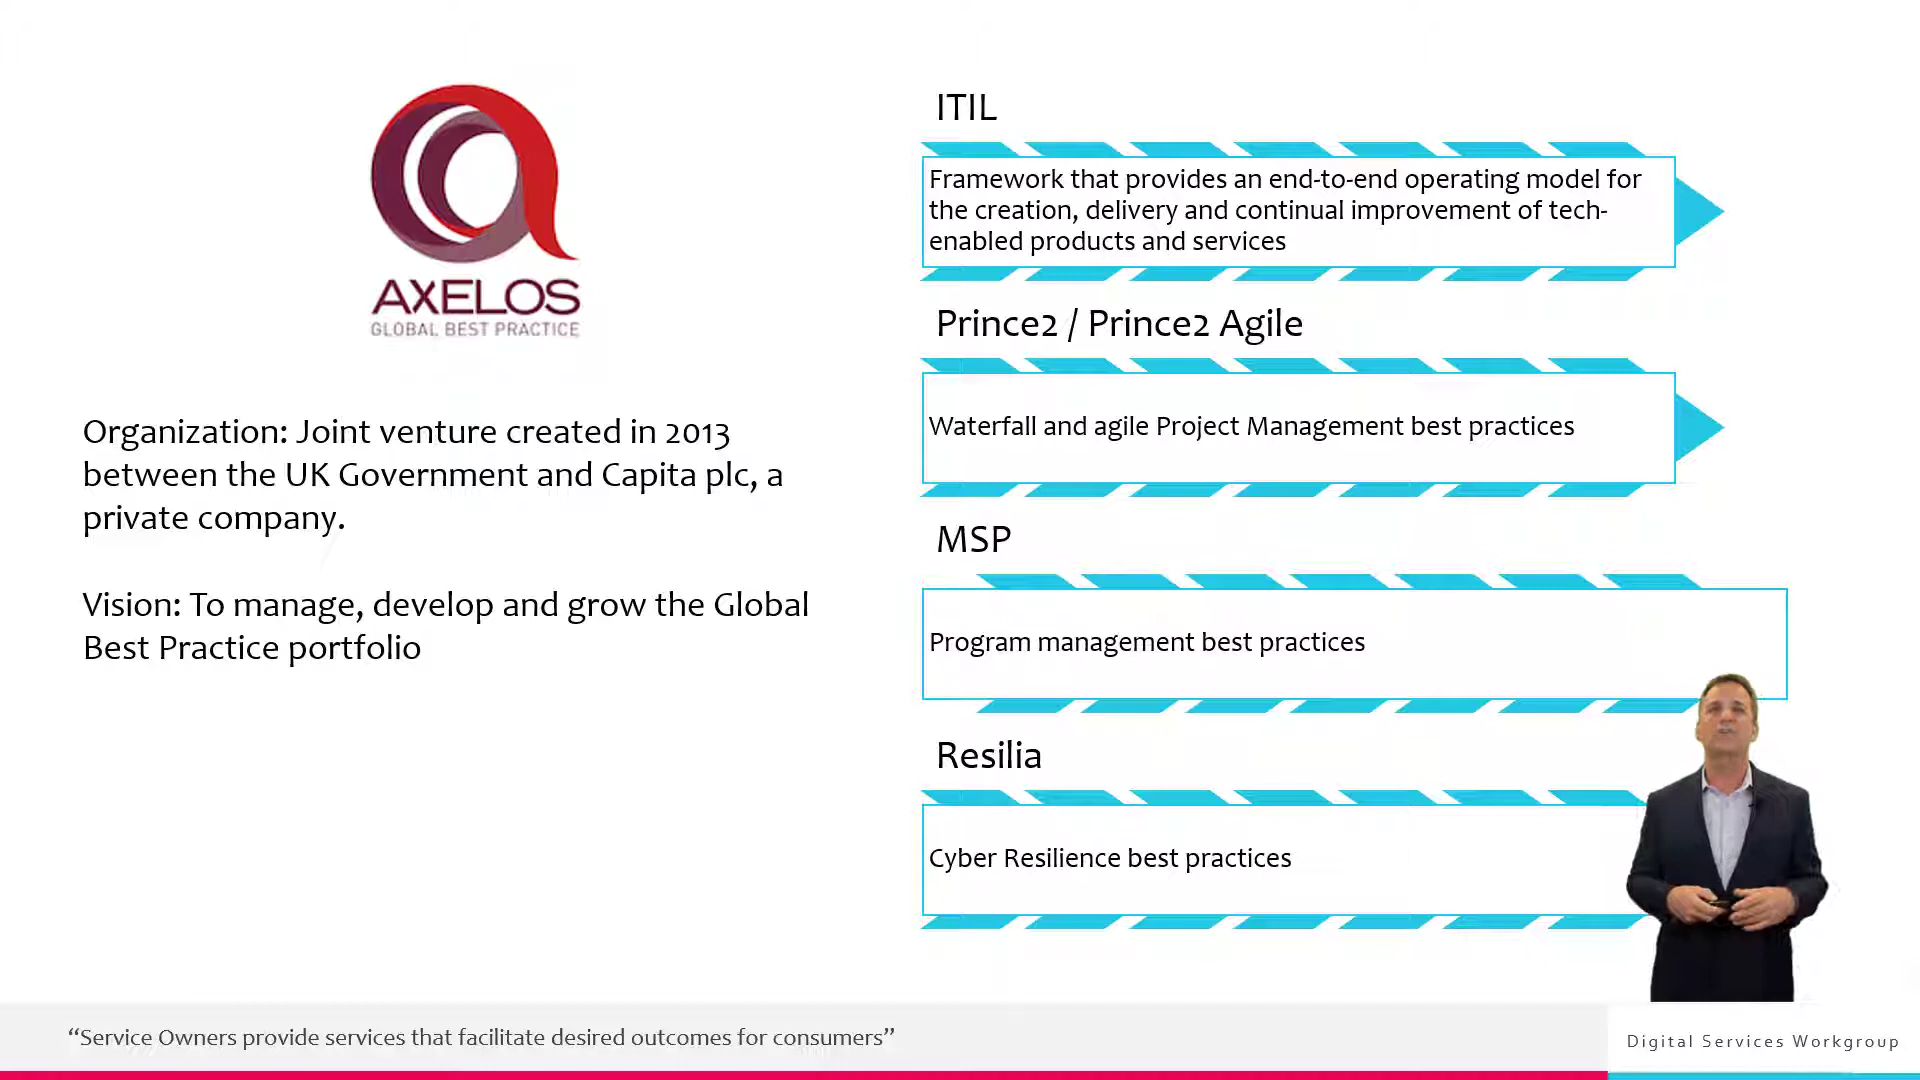 AXELOS
GLOBAL BEST PRACTICE
Organization: Joint venture created in 2013
between the UK Government and Capita plc, a
private company.
Vision: To manage, develop and grow the Global
Best Practice portfolio
ITIL
Framework that provides an end-to-end operating model for
the creation, delivery and continual improvement of tech-
enabled products and services
Prince2 / Prince2 Agile
Waterfall and agile Project Management best practices
MSP
Program management best practices
Resilia
Cyber Resilience best practices
“Service Owners provide services that facilitate desired outcomes for consumers”
Digital Services Workgroup